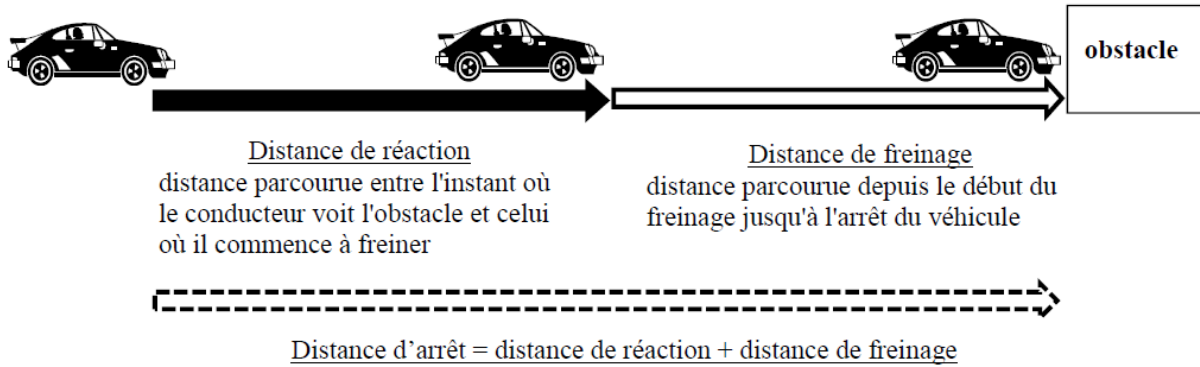 obstacle
Distance de réaction
distance parcourue entre l'instant où
le conducteur voit l'obstacle et celui
où il commence à freiner
Distance de freinage
distance parcourue depuis le début du
freinage jusqu'à l'arrêt du véhicule
Distance d’arrêt = distance de réaction + distance de freinage